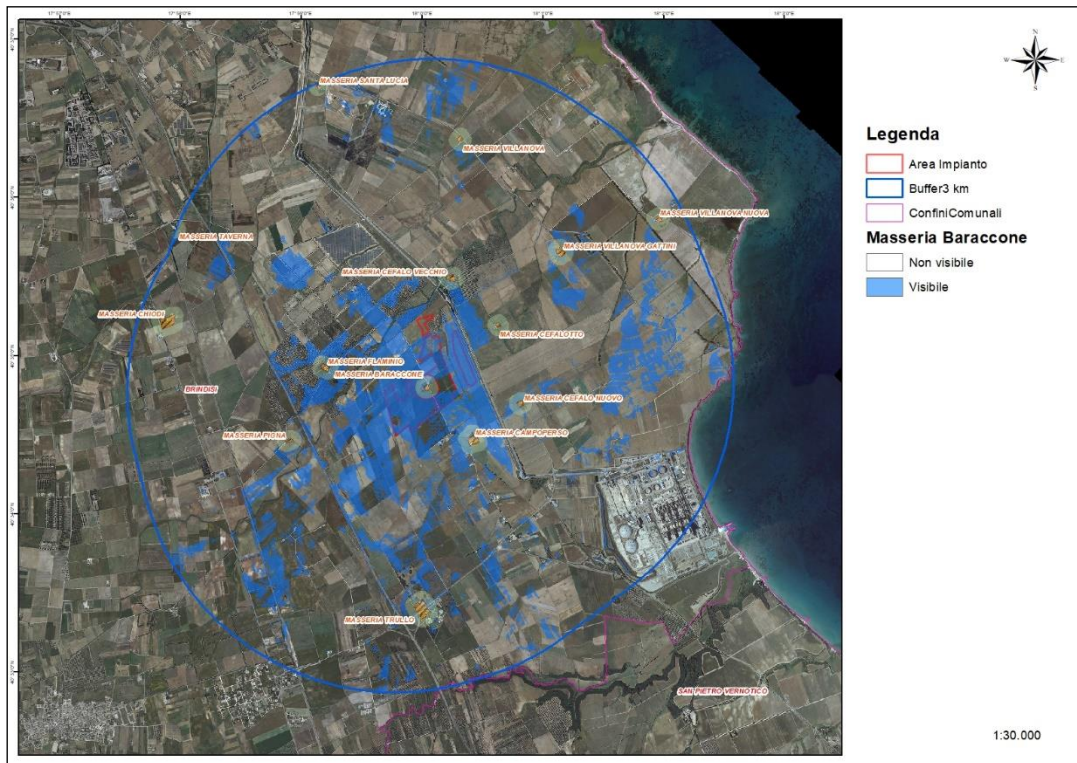 N
W E
S
Legenda
Area Impianto
Buffer3 km
ConfiniComunali
Masseria Baraccone
Non visibile
Visibile
MASSERIA SANTA LUCIA
MASSERIA VILLANOVA
MASSERIA VILLANOVA NUOVA
MASSERIA TAVERNA
MASSERIA VILLANOVA GATTINI
MASSERIA CEFALO VECCHIO
MASSERIA CHIODI
MASSERIA CEFALOTTO
MASSERIA FLAMINIO
MASSERIA BARACCONE
BRINDISI
MASSERIA CEFALO NUOVO
MASSERIA PIGNA
MASSERIA CAMPOPERSO
MASSERIA TRULLO
SAN PIETRO VERNOTICO
1:30.000